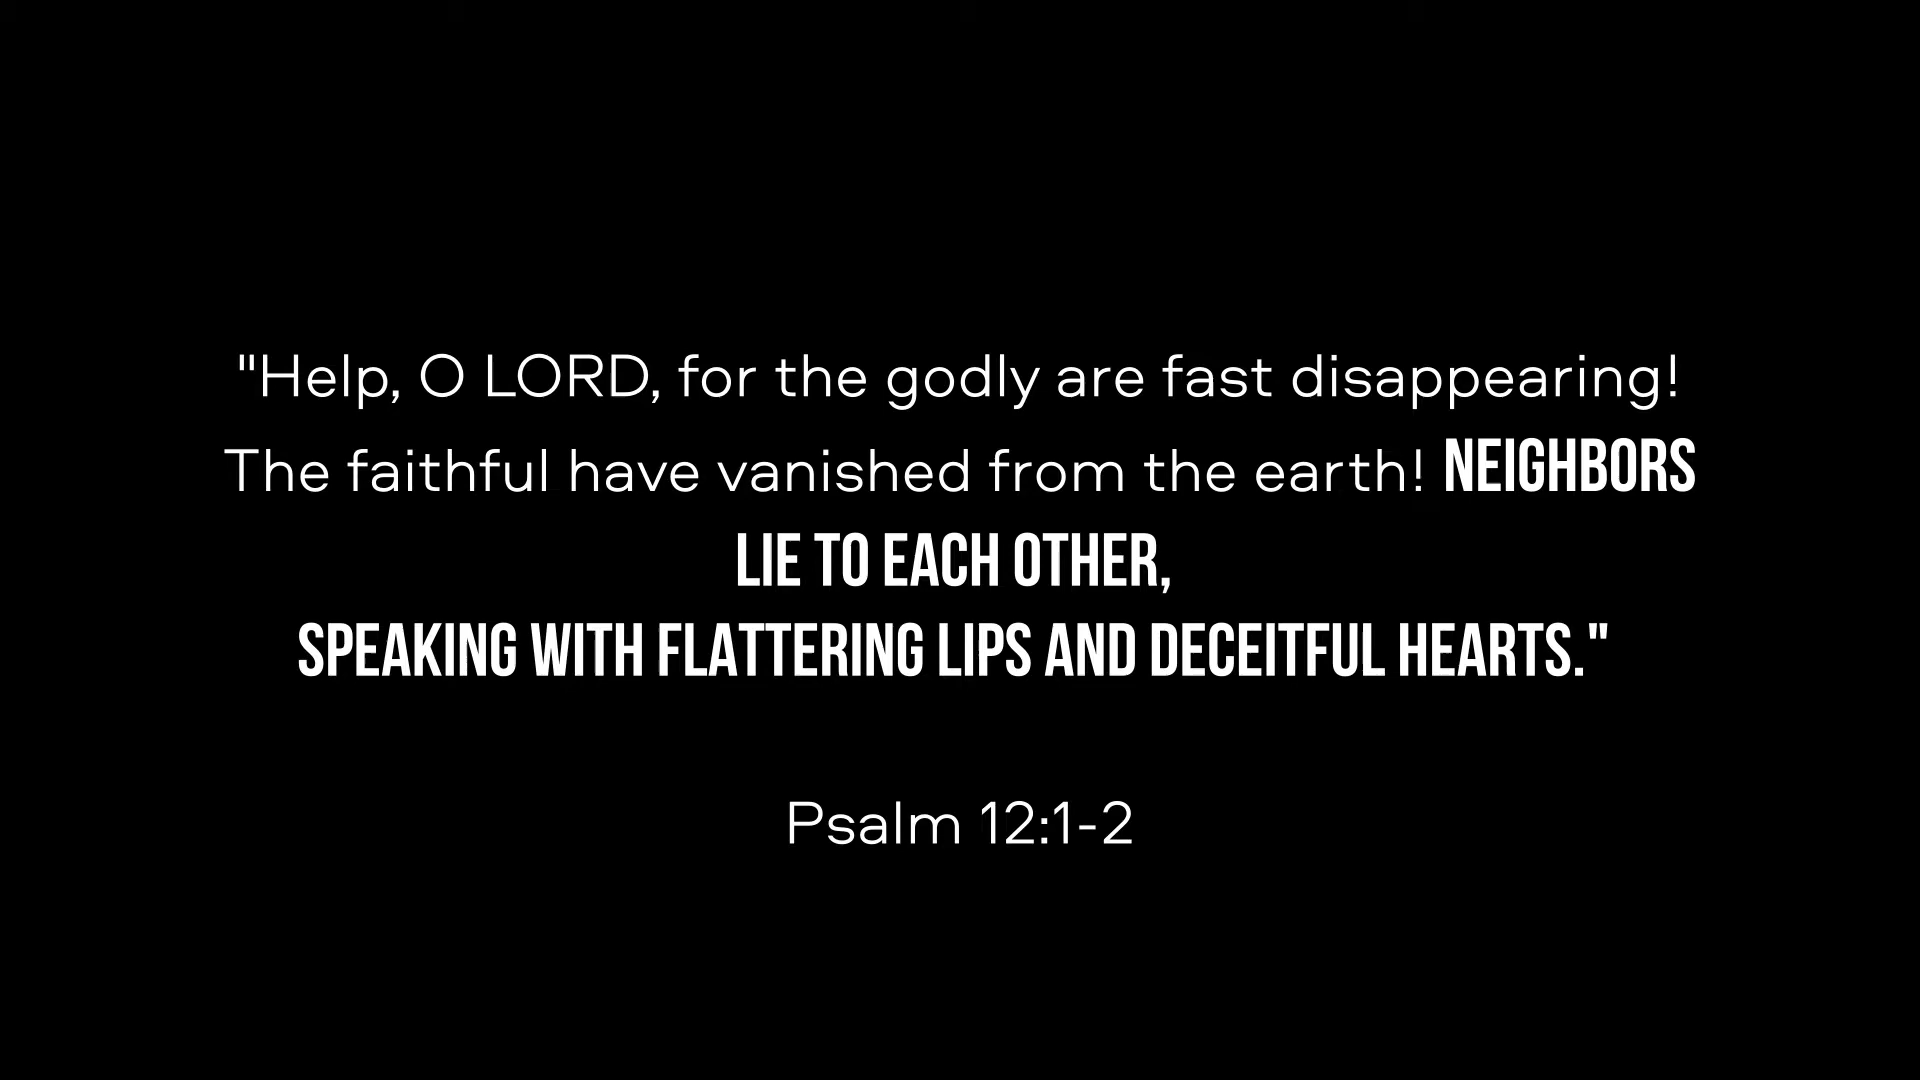 "Help, O LORD, for the godly are fast disappearing!
The faithful have vanished from the earth! NEIGHBORS
LIE TO EACH OTHER,
SPEAKING WITH FLATTERING LIPS AND DECEITFUL HEARTS."
Psalm 12:1-2